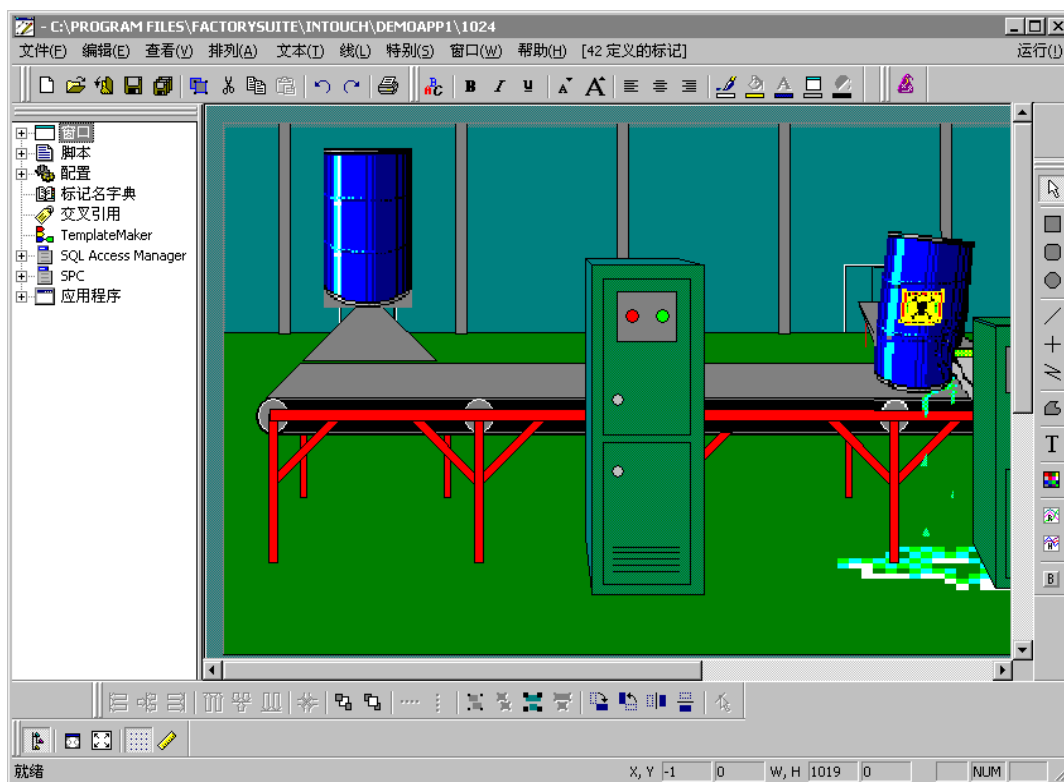 - C:\PROGRAM FILES\FACTORYSUITE\INTOUCH\DEMOAPP1\1024
文件(F) 编辑(E) 查看(V) 排列(A) 文本(T) 线(L) 特别(S) 窗口(W) 帮助(H) [42 定义的标记] 运行(!)
窗口
脚本
配置
标记名字典
交叉引用
TemplateMaker
SQL Access Manager
SPC
应用程序
就绪 X, Y -1 0 W, H 1019 0 NUM